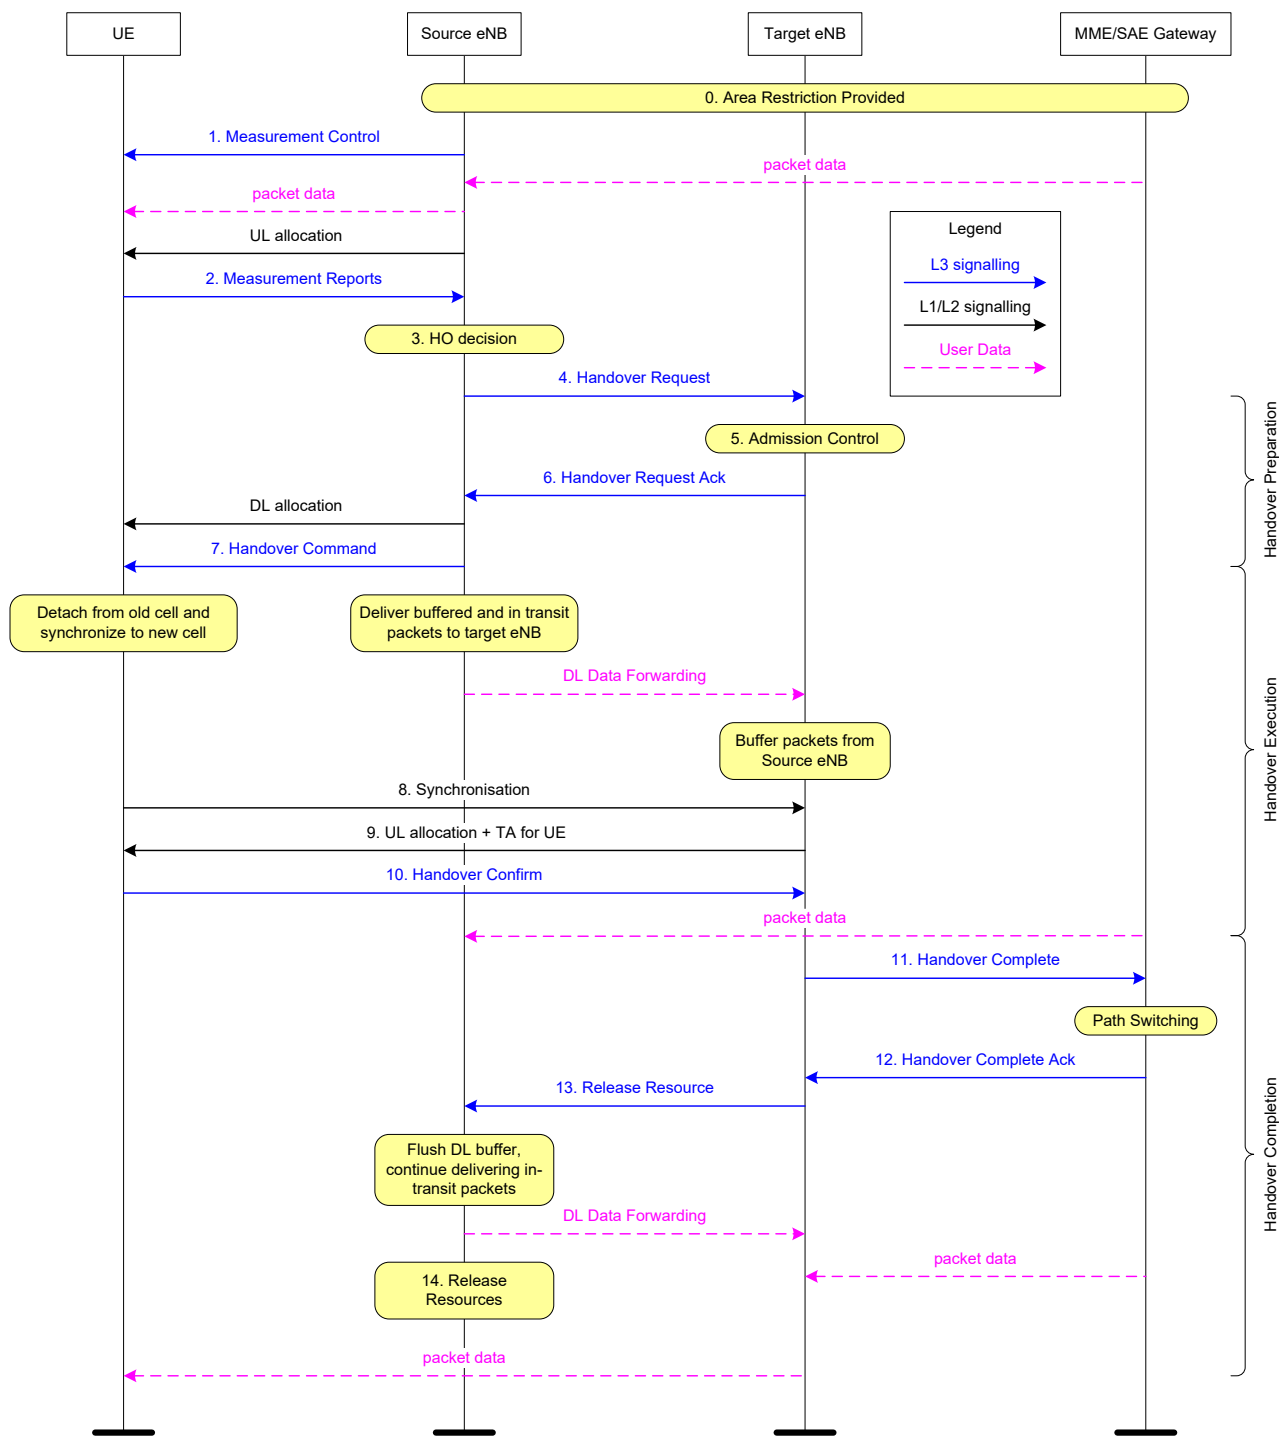 UE
Source eNB
Target eNB
MME/SAE Gateway
0. Area Restriction Provided
1. Measurement Control
packet data
packet data
UL allocation
Legend
L3 signalling
L1/L2 signalling
User Data
2. Measurement Reports
3. HO decision
4. Handover Request
5. Admission Control
6. Handover Request Ack
DL allocation
7. Handover Command
Handover Preparation
Detach from old cell and
synchronize to new cell
Deliver buffered and in transit
packets to target eNB
DL Data Forwarding
Buffer packets from
Source eNB
8. Synchronisation
9. UL allocation + TA for UE
10. Handover Confirm
Handover Execution
packet data
11. Handover Complete
Path Switching
12. Handover Complete Ack
13. Release Resource
Flush DL buffer,
continue delivering in-
transit packets
DL Data Forwarding
packet data
14. Release
Resources
packet data
Handover Completion